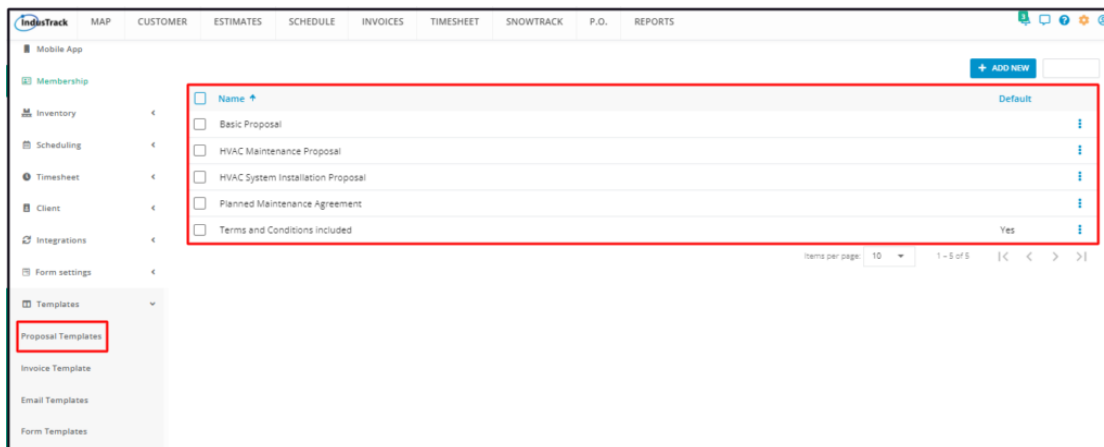 IndusTrack MAP CUSTOMER ESTIMATES SCHEDULE INVOICES TIMESHEET SNOWTRACK P.O. REPORTS 3
Mobile App
Membership
Inventory
Scheduling
Timesheet
Client
Integrations
Form settings
Templates
Proposal Templates
Invoice Template
Email Templates
Form Templates
+ ADD NEW
Name Default
Basic Proposal
HVAC Maintenance Proposal
HVAC System Installation Proposal
Planned Maintenance Agreement
Terms and Conditions included Yes
Items per page: 10 1 – 5 of 5